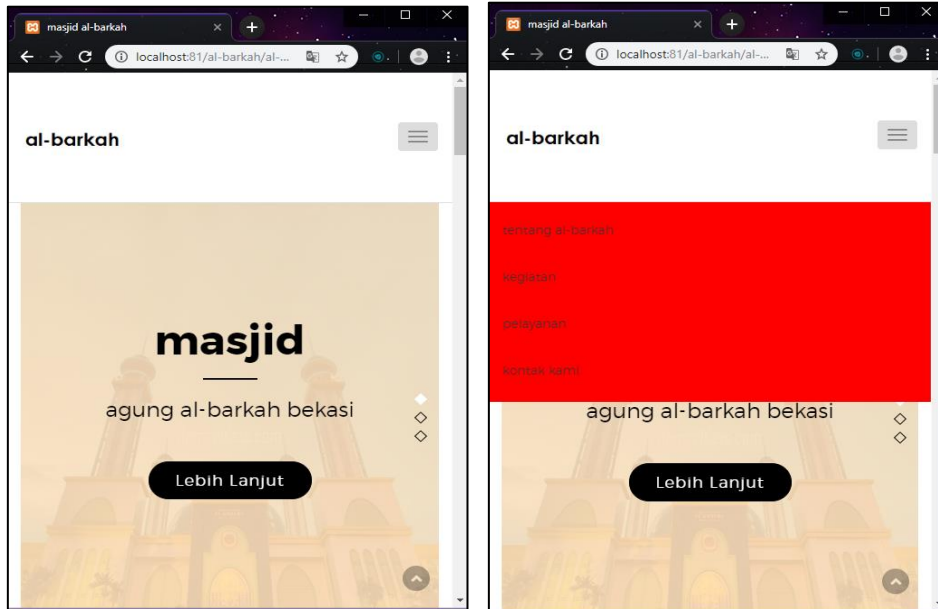 masjid al-barkah
localhost:81/al-barkah/al-...
al-barkah
masjid
agung al-barkah bekasi
Lebih Lanjut
masjid al-barkah
localhost:81/al-barkah/al-...
al-barkah
tentang al-barkah
kegiatan
pelayanan
kontak kami
agung al-barkah bekasi
Lebih Lanjut